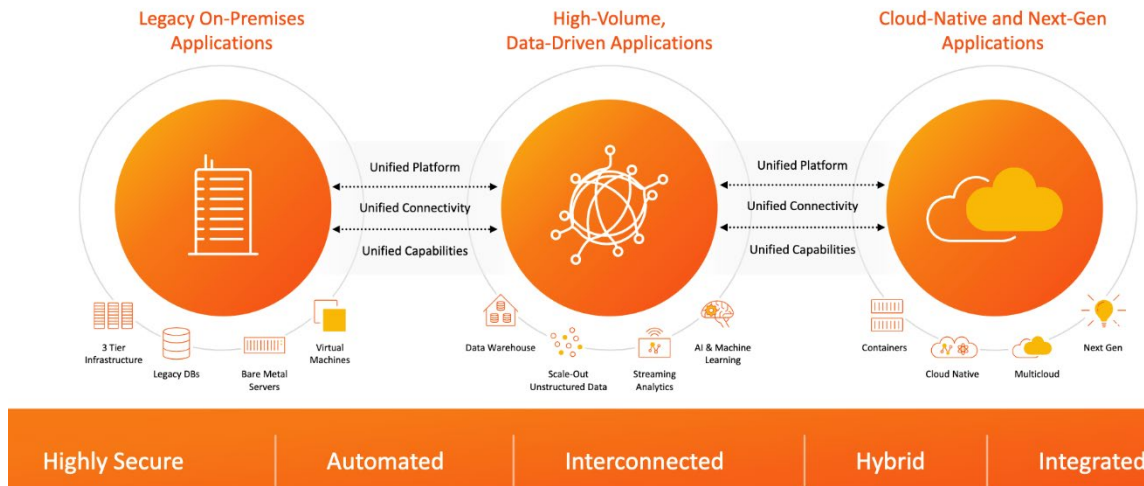 Legacy On-Premises
Applications
High-Volume,
Data-Driven Applications
Cloud-Native and Next-Gen
Applications
Unified Platform
Unified Connectivity
Unified Capabilities
Unified Platform
Unified Connectivity
Unified Capabilities
3 Tier
Infrastructure
Legacy DBs
Bare Metal
Servers
Virtual
Machines
Data Warehouse
Scale-Out
Unstructured Data
Streaming
Analytics
AI & Machine
Learning
Containers
Cloud Native
Multicloud
Next Gen
Highly Secure
Automated
Interconnected
Hybrid
Integrated